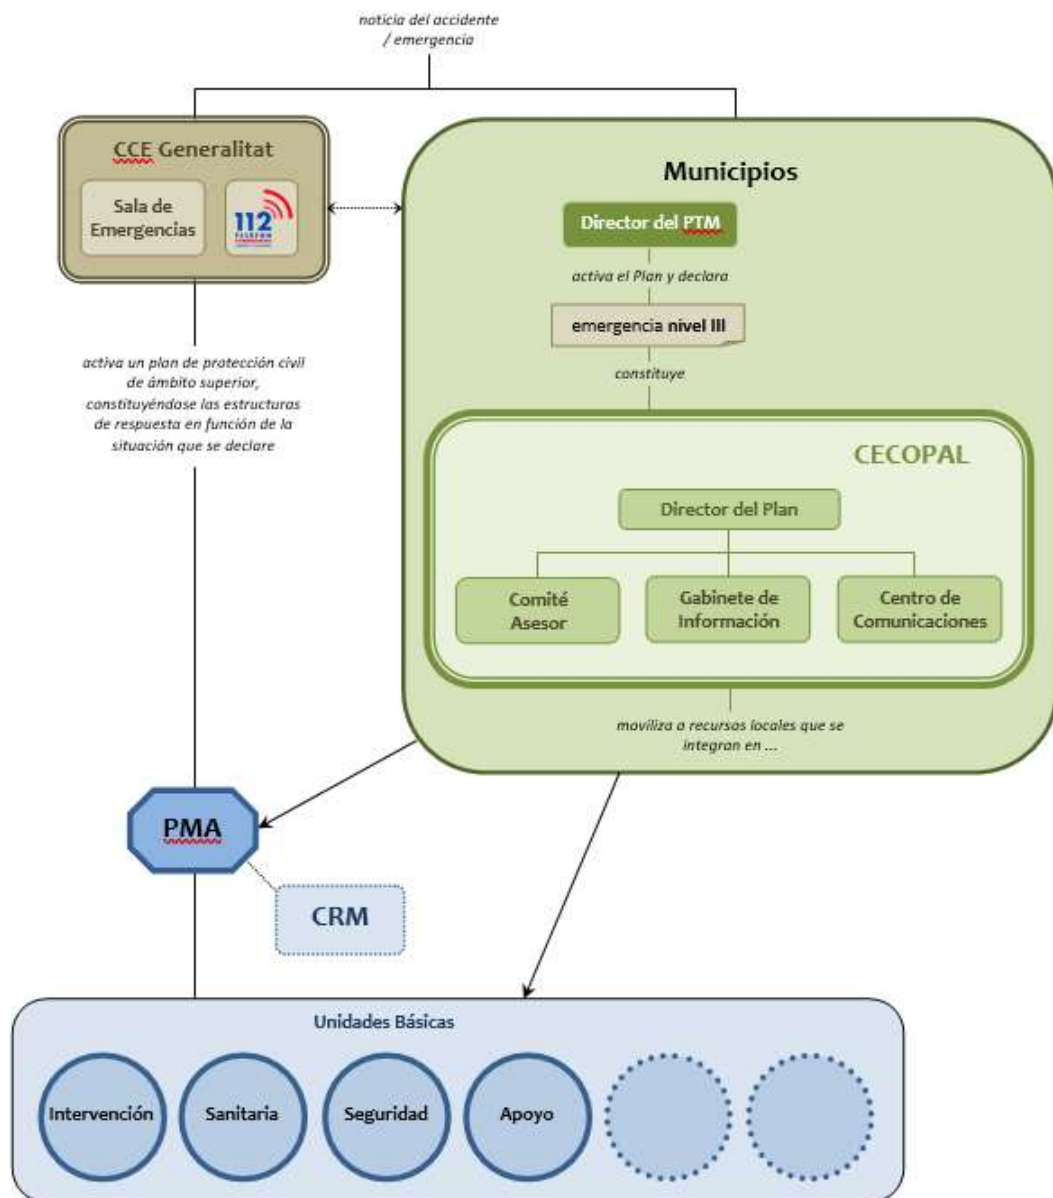 noticia del accidente
/ emergencia
CCE Generalitat
Sala de
Emergencias
112
activa un plan de protección civil
de ámbito superior,
constituyéndose las estructuras
de respuesta en función de la
situación que se declare
Municipios
Director del PTM
activa el Plan y declara
emergencia nivel III
constituye
CECOPAL
Director del Plan
Comité
Asesor
Gabinete de
Información
Centro de
Comunicaciones
moviliza a recursos locales que se
integran en ...
PMA
CRM
Unidades Básicas
Intervención
Sanitaria
Seguridad
Apoyo